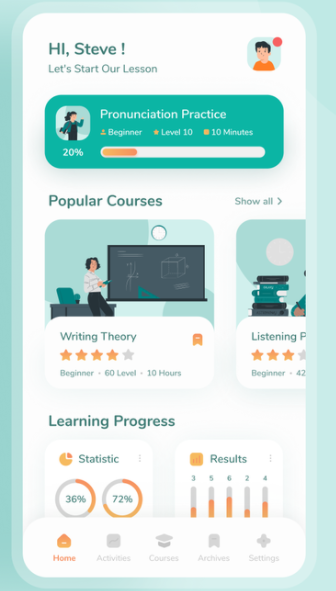 HI, Steve !
Let's Start Our Lesson
Pronunciation Practice
Beginner Level 10 10 Minutes
20%
Popular Courses
Show all >
Writing Theory
Beginner • 60 Level • 10 Hours
Listening P
Beginner • 42
Learning Progress
Statistic
36% 72%
Results
3 5 6 2 4
Home Activities Courses Archives Settings